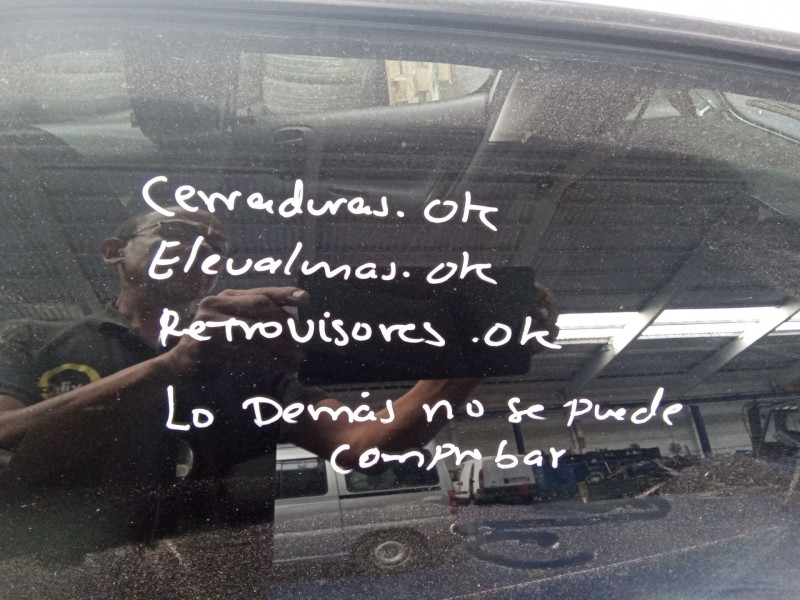 Cerraduras. ok
Elevalunas. ok
Retrovisores .ok
Lo Demás no se puede
comprobar